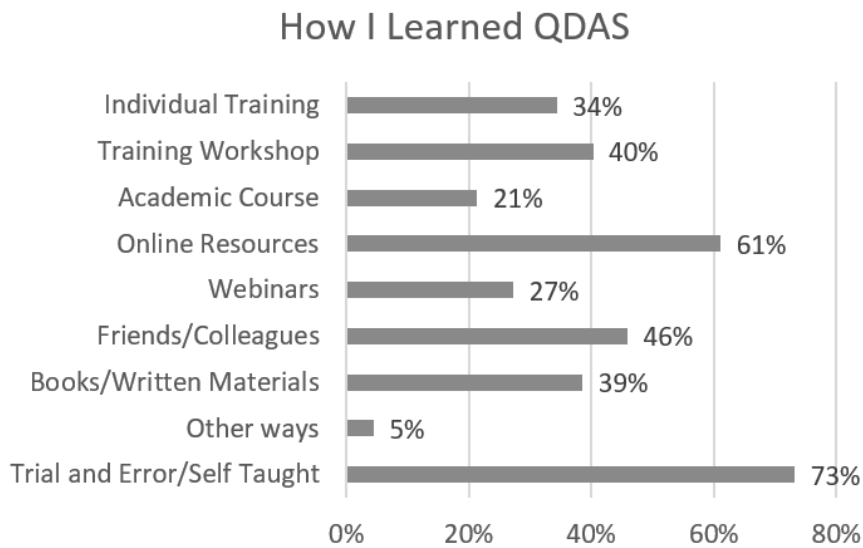 How I Learned QDAS
Individual Training 34%
Training Workshop 40%
Academic Course 21%
Online Resources 61%
Webinars 27%
Friends/Colleagues 46%
Books/Written Materials 39%
Other ways 5%
Trial and Error/Self Taught 73%
0% 20% 40% 60% 80%